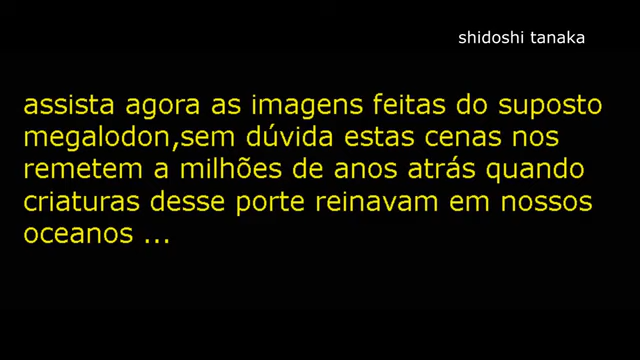 shidoshi tanaka
assista agora as imagens feitas do suposto
megalodon,sem dúvida estas cenas nos
remetem a milhões de anos atrás quando
criaturas desse porte reinavam em nossos
oceanos ...